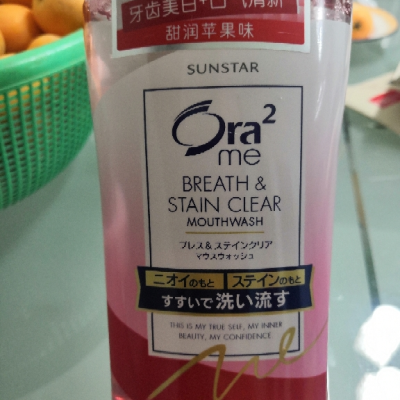 牙齿美白+口气清新
甜润苹果味
SUNSTAR
Ora²
me
BREATH &
STAIN CLEAR
MOUTHWASH
ブレス&ステインクリア
マウスウォッシュ
ニオイのもと ステインのもと
すすいで洗い流す
THIS IS MY TRUE SELF, MY INNER
BEAUTY, MY CONFIDENCE.
me